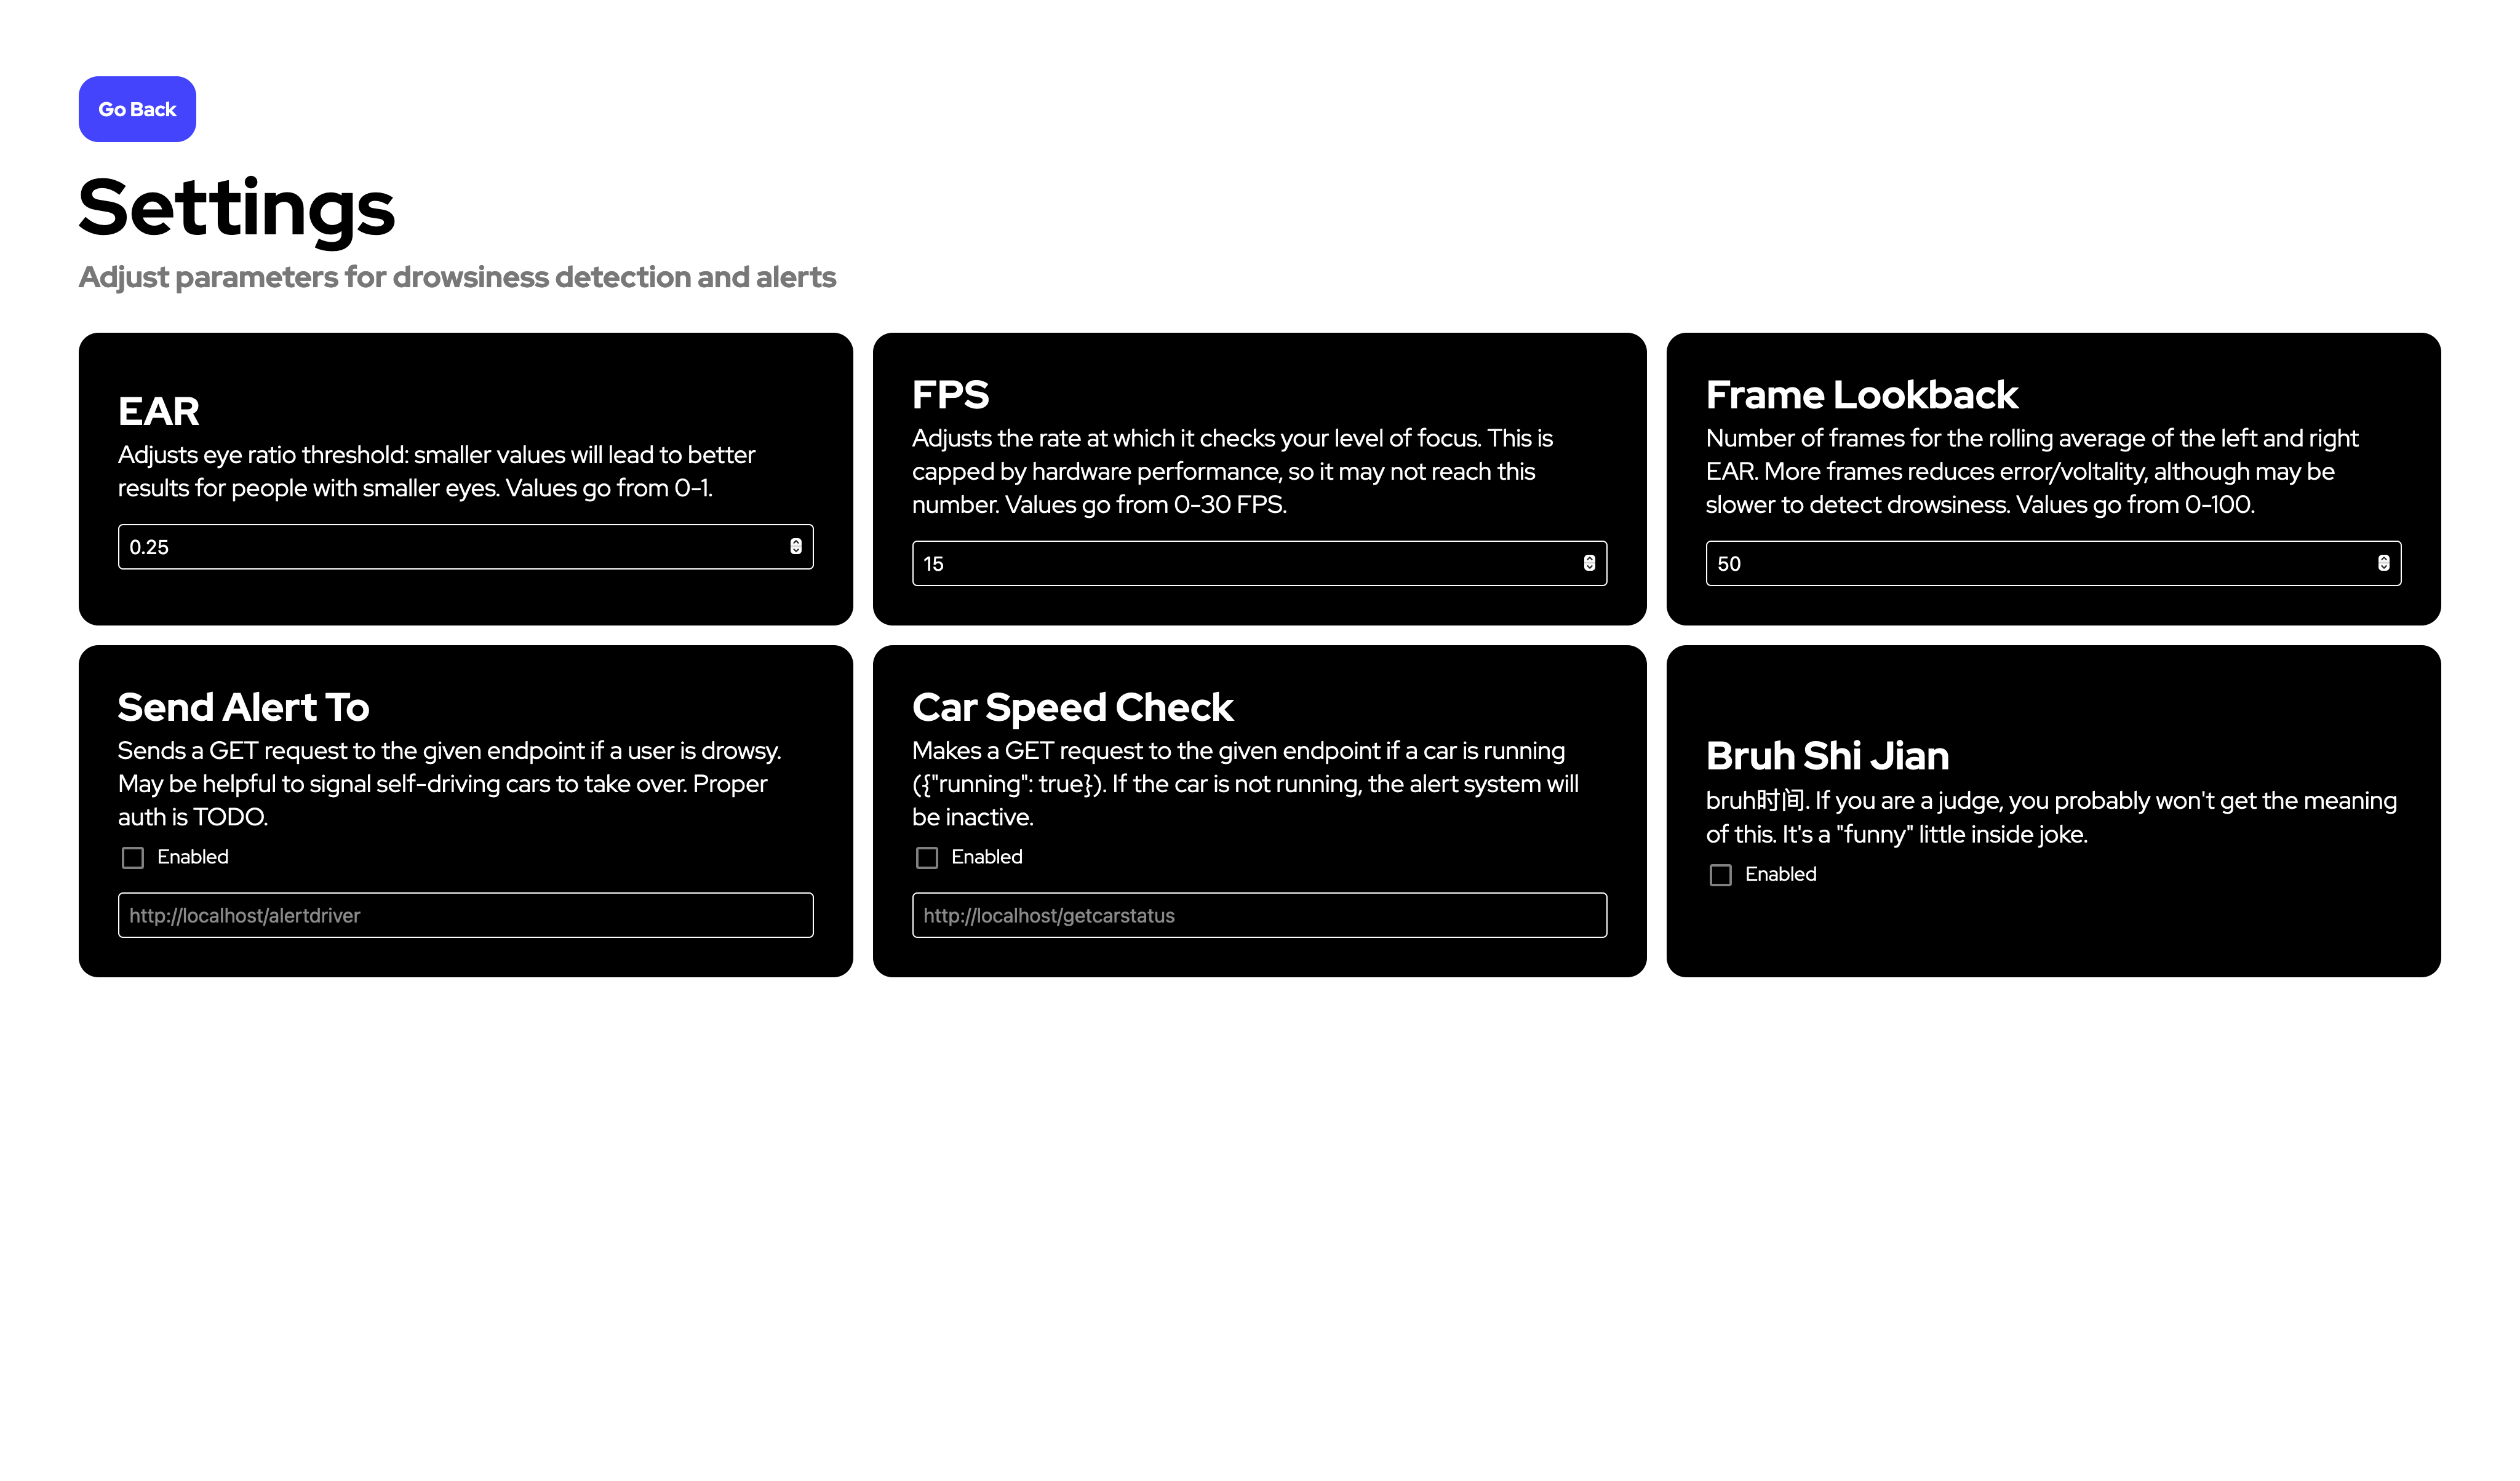 Go Back
Settings
Adjust parameters for drowsiness detection and alerts
EAR
Adjusts eye ratio threshold: smaller values will lead to better
results for people with smaller eyes. Values go from 0-1.
0.25
FPS
Adjusts the rate at which it checks your level of focus. This is
capped by hardware performance, so it may not reach this
number. Values go from 0-30 FPS.
15
Frame Lookback
Number of frames for the rolling average of the left and right
EAR. More frames reduces error/voltality, although may be
slower to detect drowsiness. Values go from 0-100.
50
Send Alert To
Sends a GET request to the given endpoint if a user is drowsy.
May be helpful to signal self-driving cars to take over. Proper
auth is TODO.
Enabled
http://localhost/alertdriver
Car Speed Check
Makes a GET request to the given endpoint if a car is running
({"running": true}). If the car is not running, the alert system will
be inactive.
Enabled
http://localhost/getcarstatus
Bruh Shi Jian
bruh时间. If you are a judge, you probably won't get the meaning
of this. It's a "funny" little inside joke.
Enabled